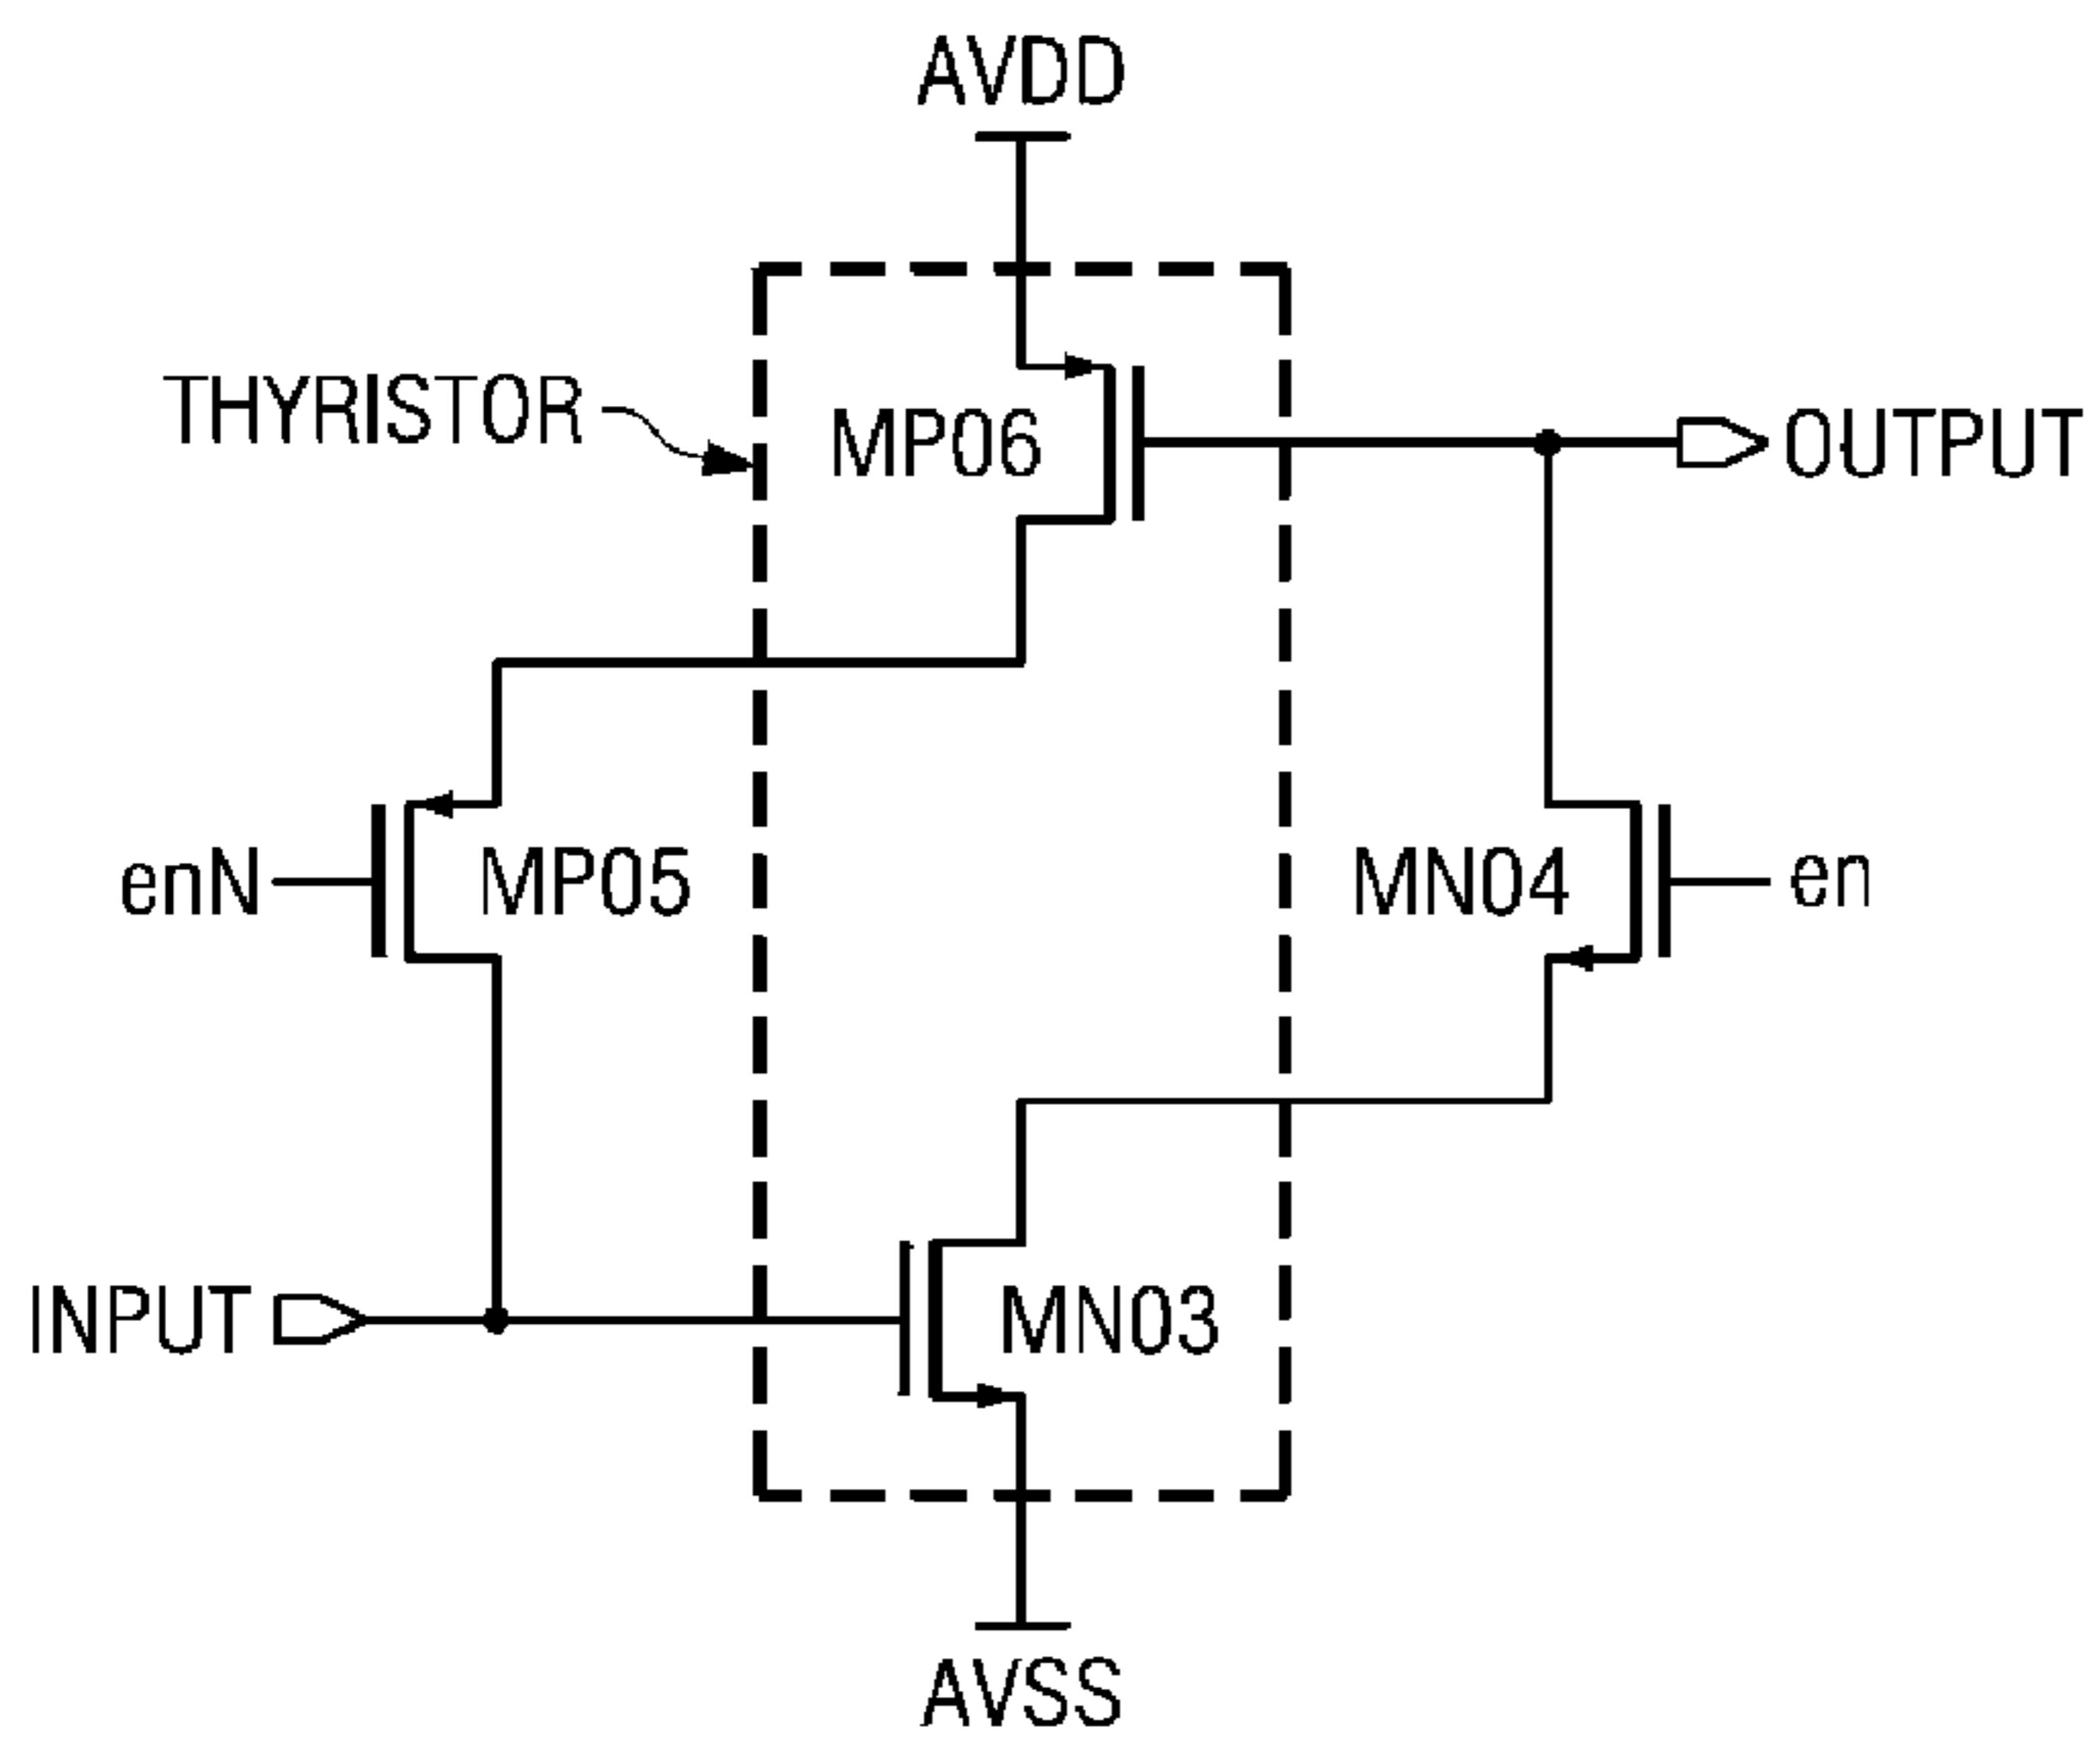 AVDD
THYRISTOR
MP06
OUTPUT
enN
MP05
MN04
en
INPUT
MN03
AVSS